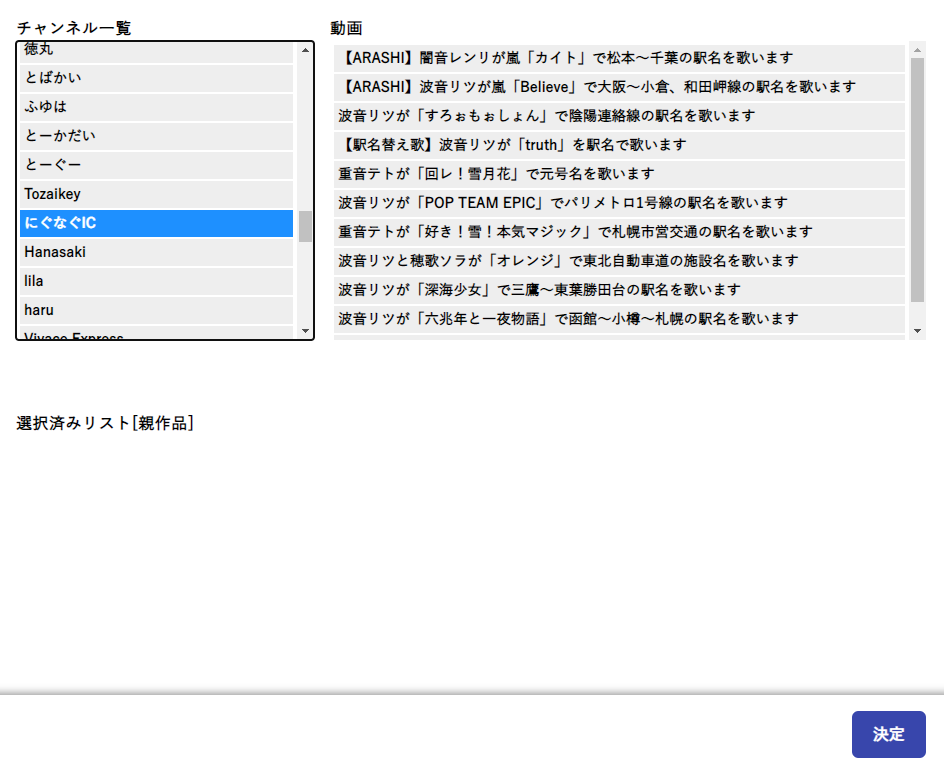 チャンネル一覧
徳丸
とばかい
ふゆは
とーかだい
とーぐー
Tozaikey
にぐなぐIC
Hanasaki
lila
haru
Vivace Express
動画
【ARASHI】闇音レンリが嵐「カイト」で松本〜千葉の駅名を歌います
【ARASHI】波音リツが嵐「Believe」で大阪〜小倉、和田岬線の駅名を歌います
波音リツが「すろぉもぉしょん」で陰陽連絡線の駅名を歌います
【駅名替え歌】波音リツが「truth」を駅名で歌います
重音テトが「回レ！雪月花」で元号名を歌います
波音リツが「POP TEAM EPIC」でパリメトロ1号線の駅名を歌います
重音テトが「好き！雪！本気マジック」で札幌市営交通の駅名を歌います
波音リツと穂歌ソラが「オレンジ」で東北自動車道の施設名を歌います
波音リツが「深海少女」で三鷹〜東葉勝田台の駅名を歌います
波音リツが「六兆年と一夜物語」で函館〜小樽〜札幌の駅名を歌います
選択済みリスト[親作品]
決定